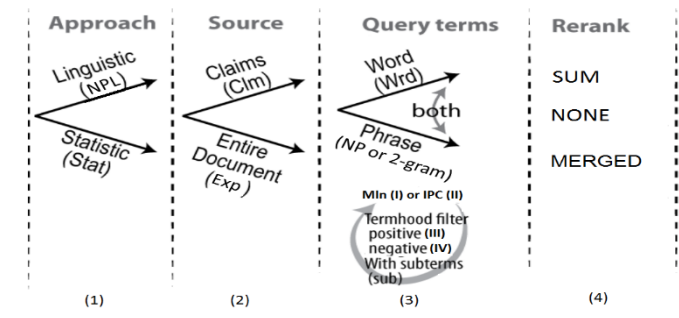 Approach
Source
Query terms
Rerank
Linguistic
(NPL)
Statistic
(Stat)
Claims
(Clm)
Entire
Document
(Exp )
Word
(Wrd)
both
Phrase
(NP or 2-gram)
MIn (I) or IPC (II)
Termhood filter
positive (III)
negative (IV)
With subterms
(sub)
SUM
NONE
MERGED
(1)
(2)
(3)
(4)